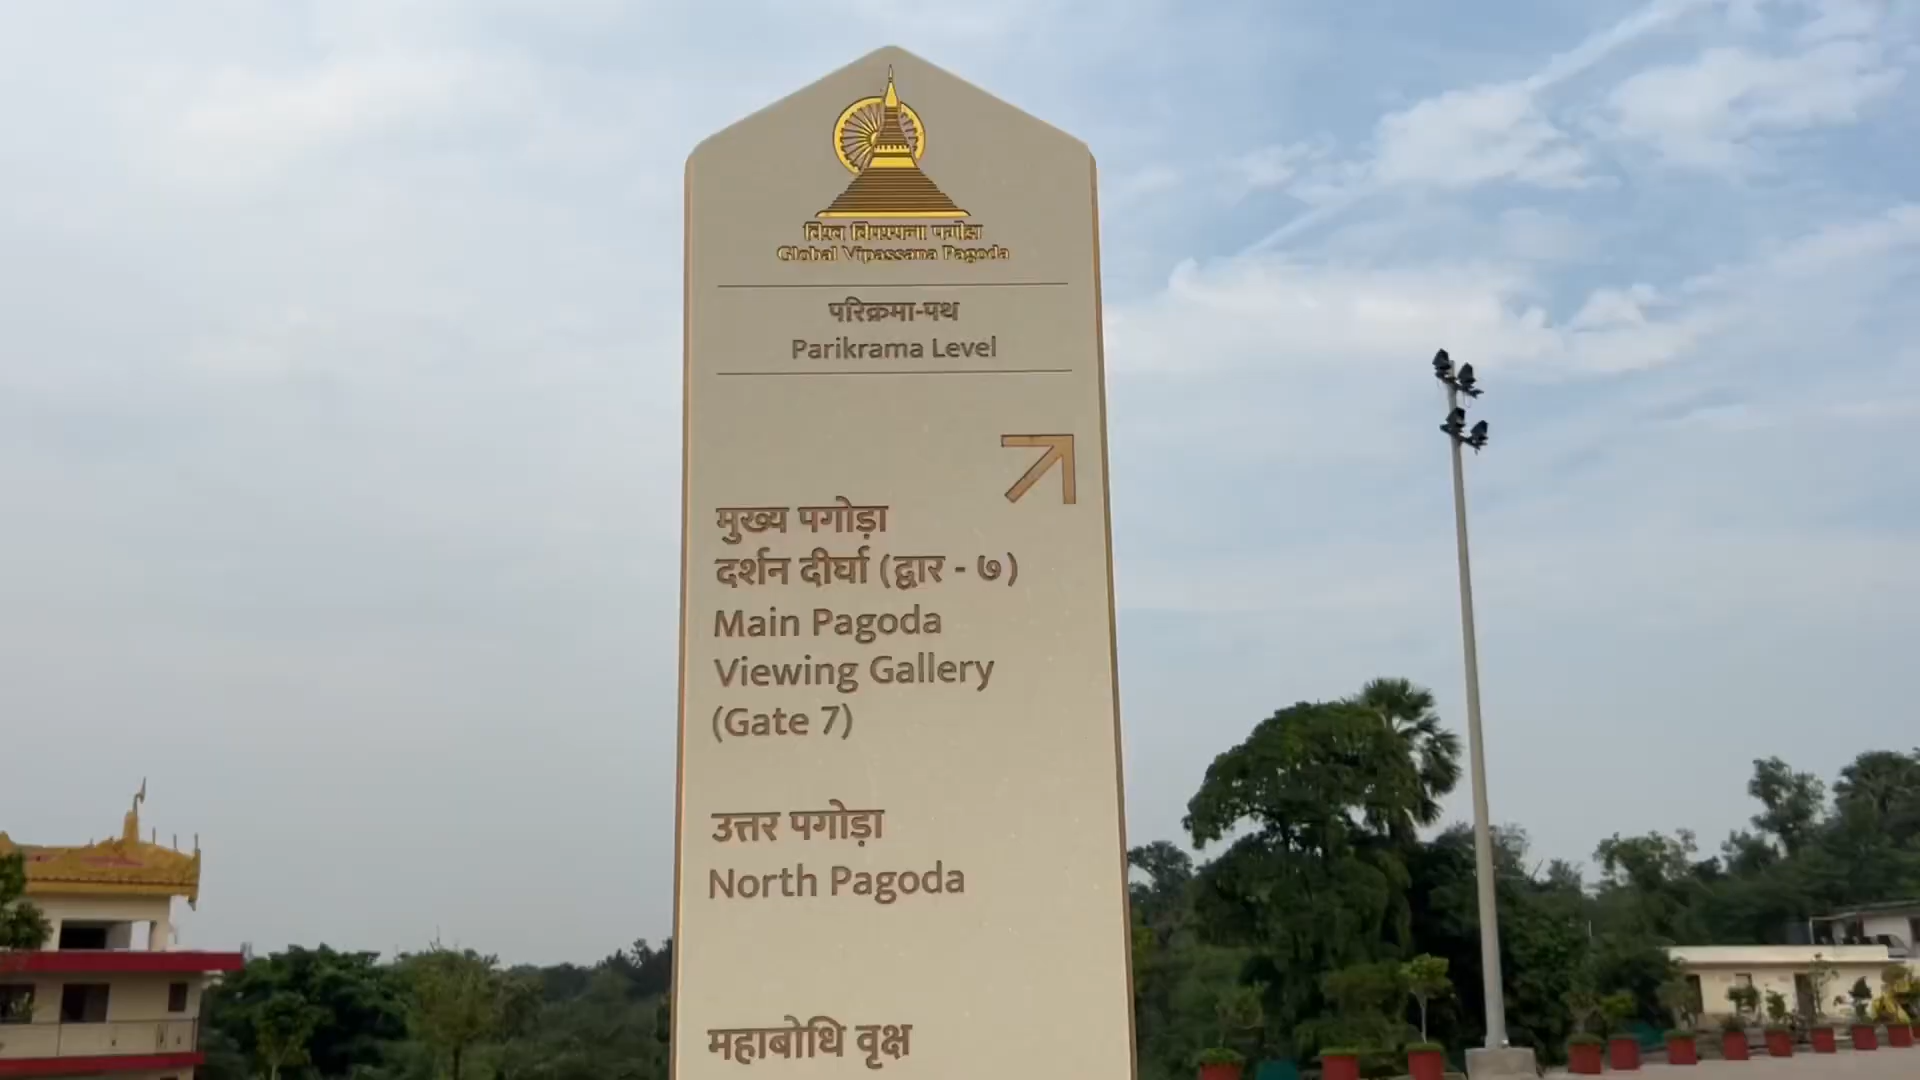 विश्व विपश्यना पगोडा
Global Vipassana Pagoda
परिक्रमा-पथ
Parikrama Level
मुख्य पगोड़ा
दर्शन दीर्घा (द्वार - ७)
Main Pagoda
Viewing Gallery
(Gate 7)
उत्तर पगोड़ा
North Pagoda
महाबोधि वृक्ष